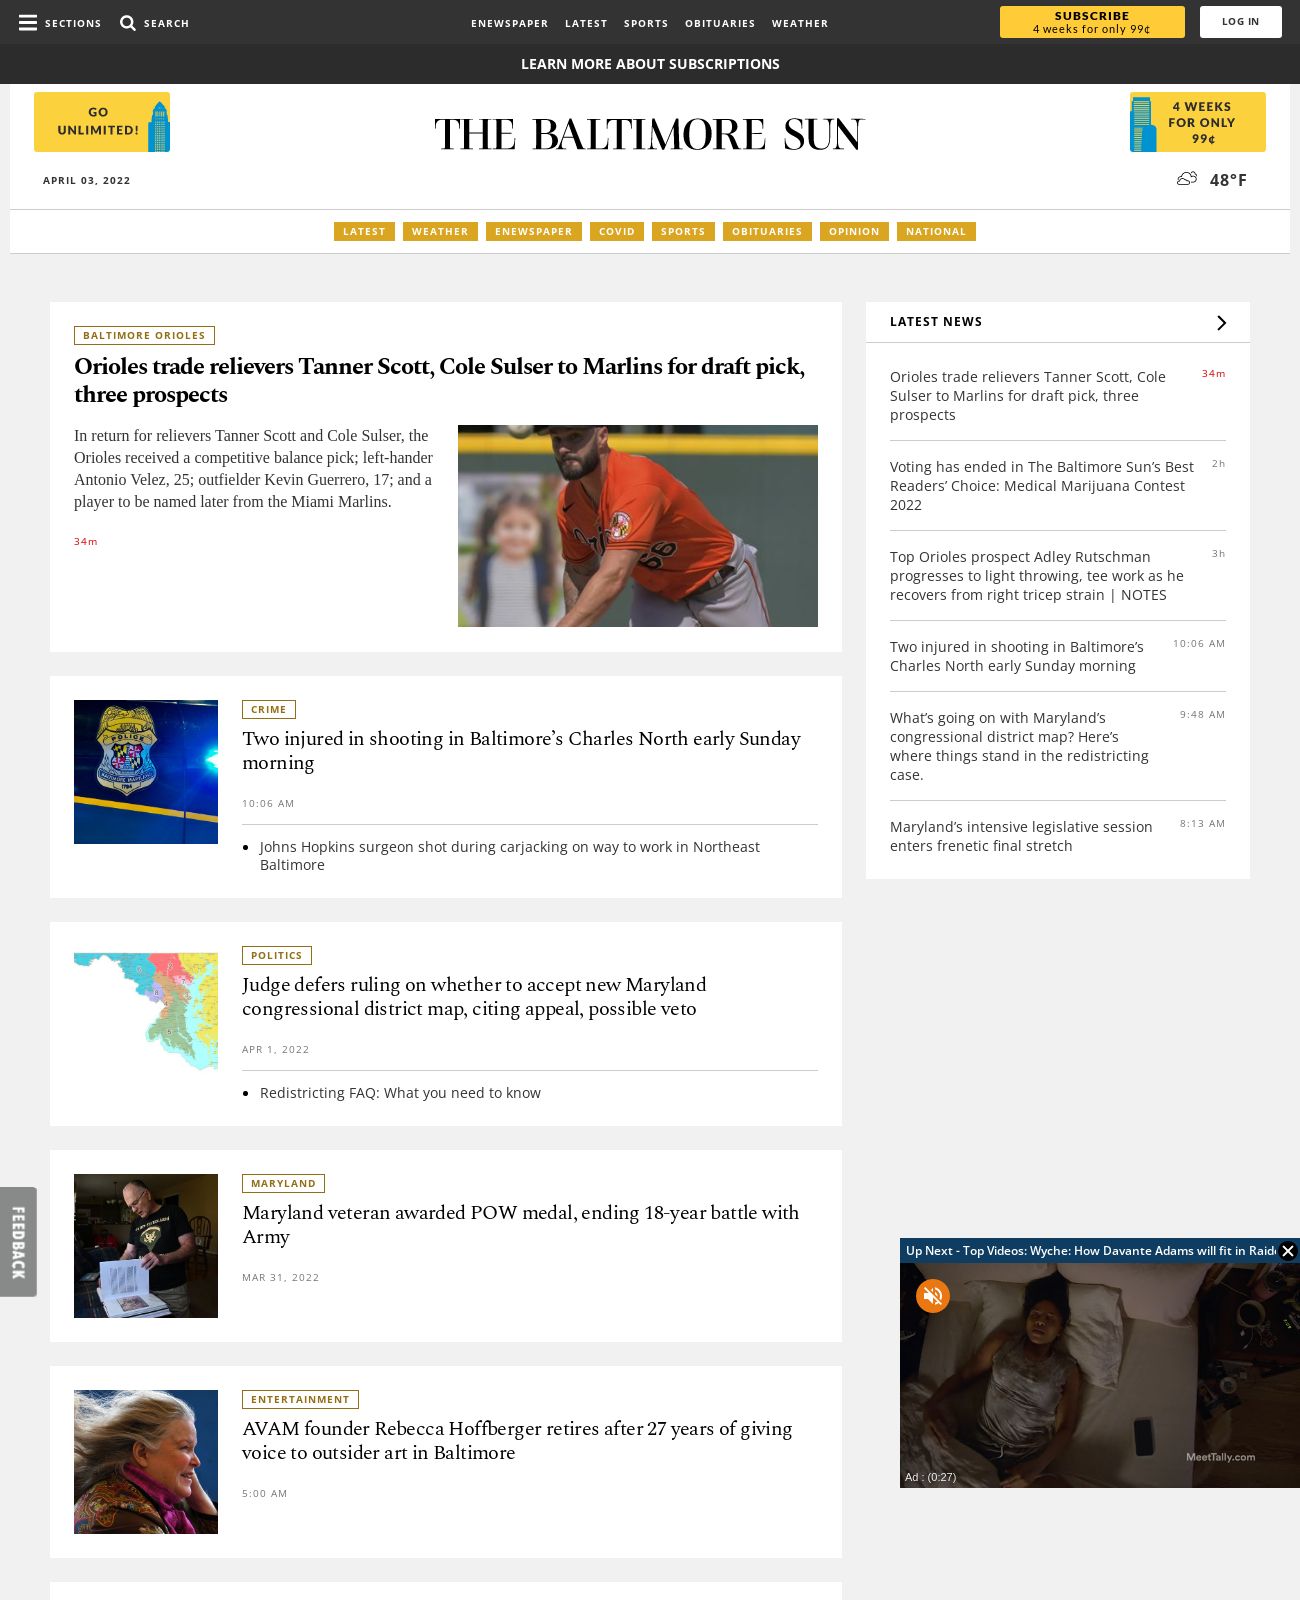 SECTIONS
SEARCH
ENEWSPAPER
LATEST
SPORTS
OBITUARIES
WEATHER
SUBSCRIBE
4 weeks for only 99¢
LOG IN
LEARN MORE ABOUT SUBSCRIPTIONS
GO
UNLIMITED!
THE BALTIMORE SUN
4 WEEKS
FOR ONLY
99¢
APRIL 03, 2022
48°F
LATEST
WEATHER
ENEWSPAPER
COVID
SPORTS
OBITUARIES
OPINION
NATIONAL
BALTIMORE ORIOLES
Orioles trade relievers Tanner Scott, Cole Sulser to Marlins for draft pick,
three prospects
In return for relievers Tanner Scott and Cole Sulser, the
Orioles received a competitive balance pick; left-hander
Antonio Velez, 25; outfielder Kevin Guerrero, 17; and a
player to be named later from the Miami Marlins.
34m
Orioles
66
CRIME
Two injured in shooting in Baltimore’s Charles North early Sunday
morning
10:06 AM
Johns Hopkins surgeon shot during carjacking on way to work in Northeast
Baltimore
POLICE
POLITICS
Judge defers ruling on whether to accept new Maryland
congressional district map, citing appeal, possible veto
APR 1, 2022
Redistricting FAQ: What you need to know
MARYLAND
Maryland veteran awarded POW medal, ending 18-year battle with
Army
MAR 31, 2022
ENTERTAINMENT
AVAM founder Rebecca Hoffberger retires after 27 years of giving
voice to outsider art in Baltimore
5:00 AM
LATEST NEWS
Orioles trade relievers Tanner Scott, Cole
Sulser to Marlins for draft pick, three
prospects
34m
Voting has ended in The Baltimore Sun’s Best
Readers’ Choice: Medical Marijuana Contest
2022
2h
Top Orioles prospect Adley Rutschman
progresses to light throwing, tee work as he
recovers from right tricep strain | NOTES
3h
Two injured in shooting in Baltimore’s
Charles North early Sunday morning
10:06 AM
What’s going on with Maryland’s
congressional district map? Here’s
where things stand in the redistricting
case.
9:48 AM
Maryland’s intensive legislative session
enters frenetic final stretch
8:13 AM
FEEDBACK
Up Next - Top Videos: Wyche: How Davante Adams will fit in Raide
MeetTally.com
Ad : (0:27)